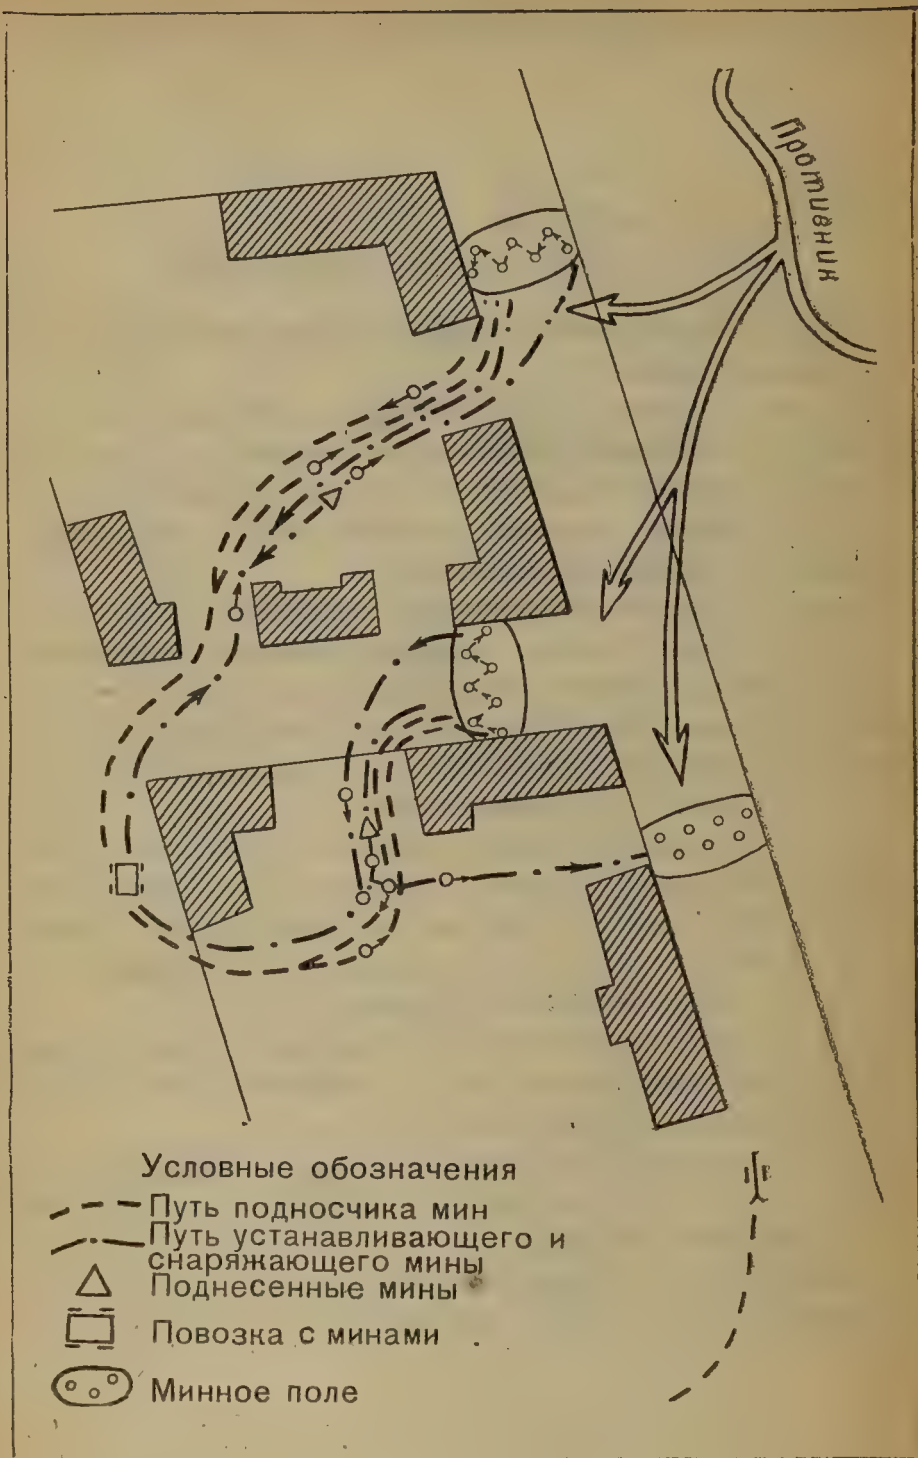 Противник
Условные обозначения
Путь подносчика мин
Путь устанавливающего и
снаряжающего мины
Поднесенные мины
Повозка с минами
Минное поле